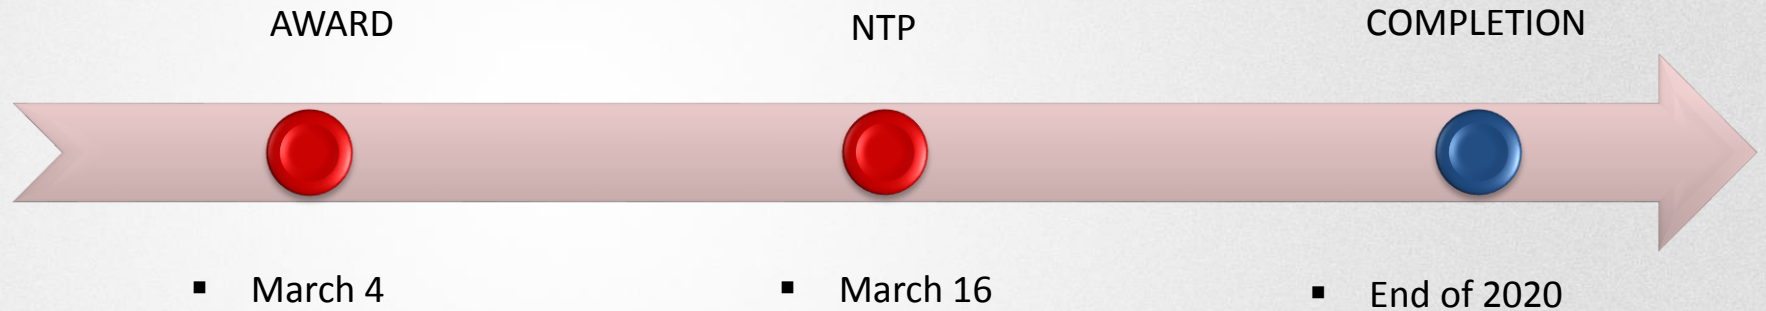 AWARD
NTP
COMPLETION
▪ March 4
▪ March 16
▪ End of 2020